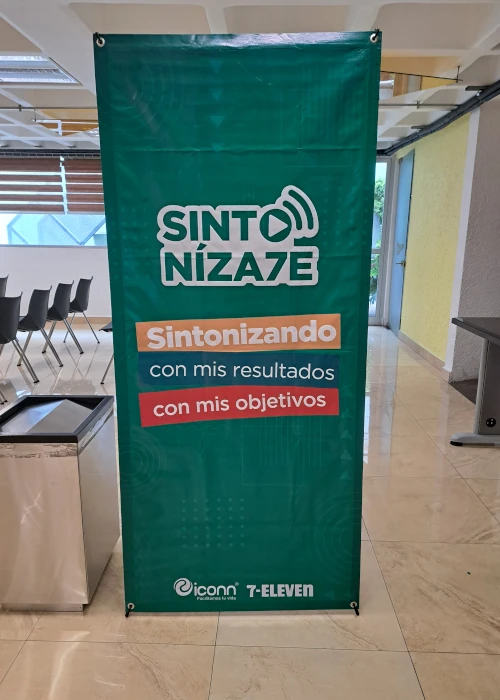 SINTO
NÍZA7E
Sintonizando
con mis resultados
con mis objetivos
iconn®
Facilitamos tu vida
7-ELEVEN